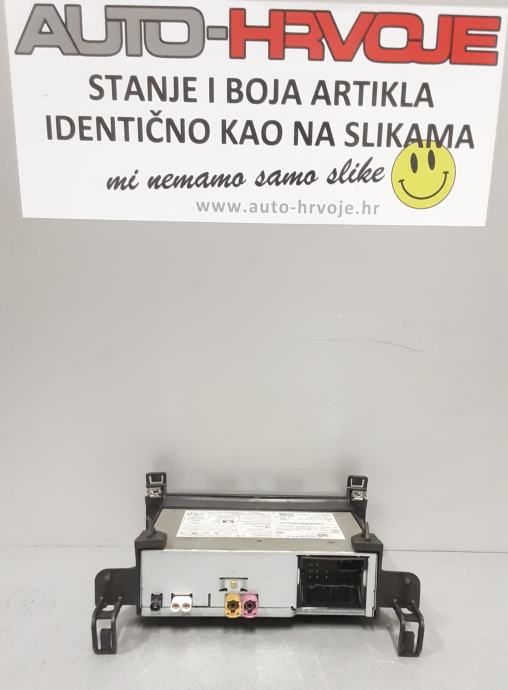 AUTO-HRVOJE
STANJE I BOJA ARTIKLA
IDENTIČNO KAO NA SLIKAMA
mi nemamo samo slike
www.auto-hrvoje.hr